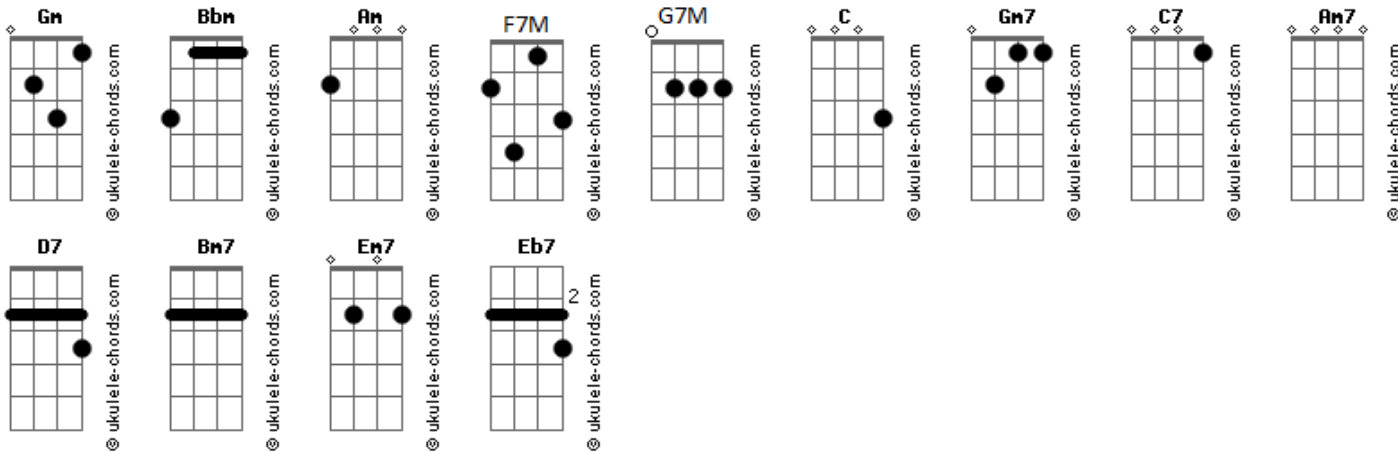 Gm Bbm Am F7M G7M C Gm7 C7 Am7
© ukulele-chords.com © ukulele-chords.com © ukulele-chords.com © ukulele-chords.com © ukulele-chords.com © ukulele-chords.com © ukulele-chords.com © ukulele-chords.com © ukulele-chords.com
D7 Bm7 Em7 Eb7
2
© ukulele-chords.com © ukulele-chords.com © ukulele-chords.com © ukulele-chords.com